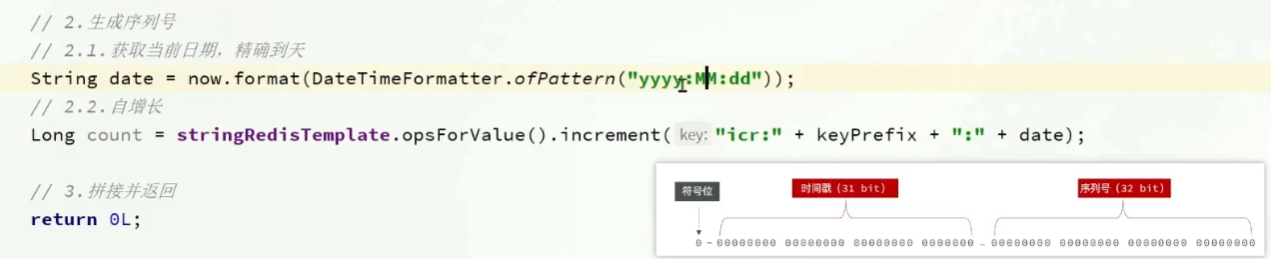 // 2.生成序列号
// 2.1.获取当前日期，精确到天
String date = now.format(DateTimeFormatter.ofPattern("yyyy:MM:dd"));
// 2.2.自增长
Long count = stringRedisTemplate.opsForValue().increment( key: "icr:" + keyPrefix + ":" + date);
// 3.拼接并返回
return 0L;
符号位 时间戳（31 bit） 序列号（32 bit）
0 - 00000000 00000000 00000000 0000000 - 00000000 00000000 00000000 00000000